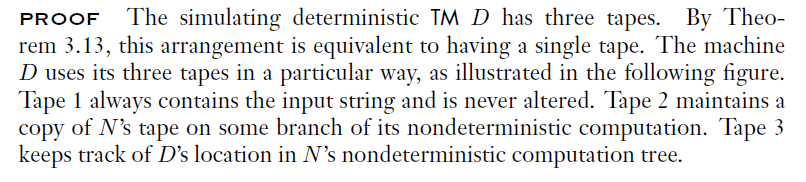 PROOF The simulating deterministic TM D has three tapes. By Theo-
rem 3.13, this arrangement is equivalent to having a single tape. The machine
D uses its three tapes in a particular way, as illustrated in the following figure.
Tape 1 always contains the input string and is never altered. Tape 2 maintains a
copy of N’s tape on some branch of its nondeterministic computation. Tape 3
keeps track of D’s location in N’s nondeterministic computation tree.